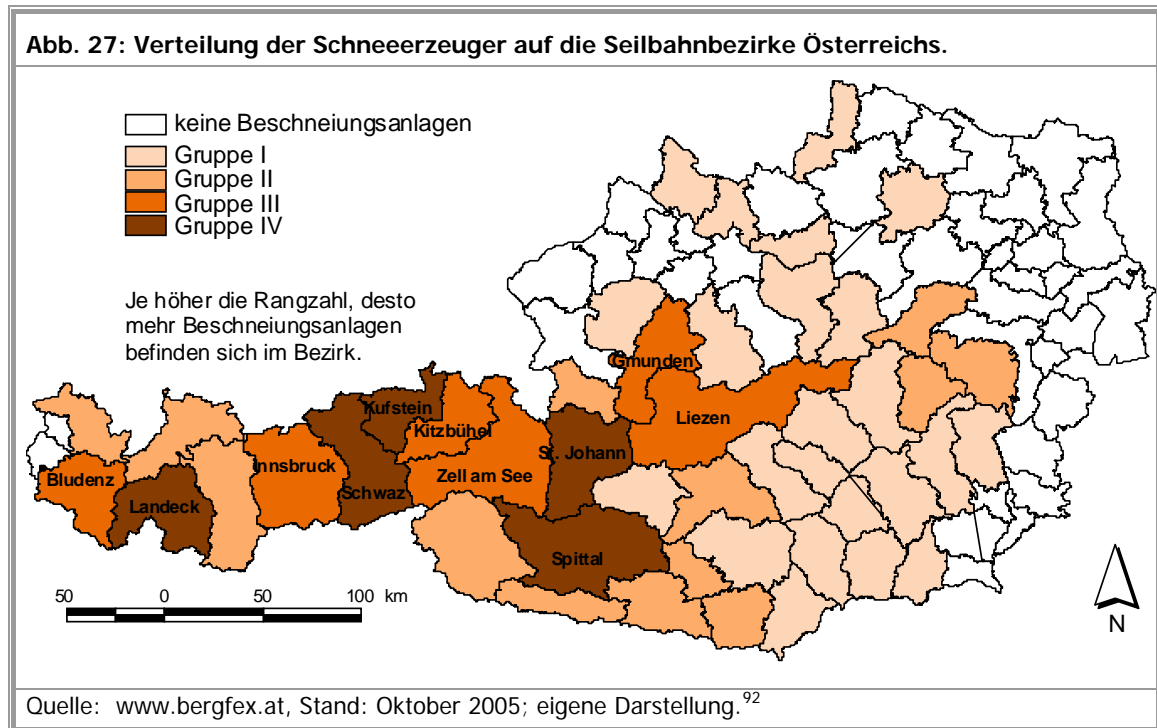 Abb. 27: Verteilung der Schneeerzeuger auf die Seilbahnbezirke Österreichs.
keine Beschneiungsanlagen
Gruppe I
Gruppe II
Gruppe III
Gruppe IV
Je höher die Rangzahl, desto
mehr Beschneiungsanlagen
befinden sich im Bezirk.
Gmunden
Kufstein
Liezen
Kitzbühel
St. Johann
Innsbruck
Zell am See
Bludenz
Schwaz
Landeck
Spittal
50 0 50 100 km
N
Quelle: www.bergfex.at, Stand: Oktober 2005; eigene Darstellung.92